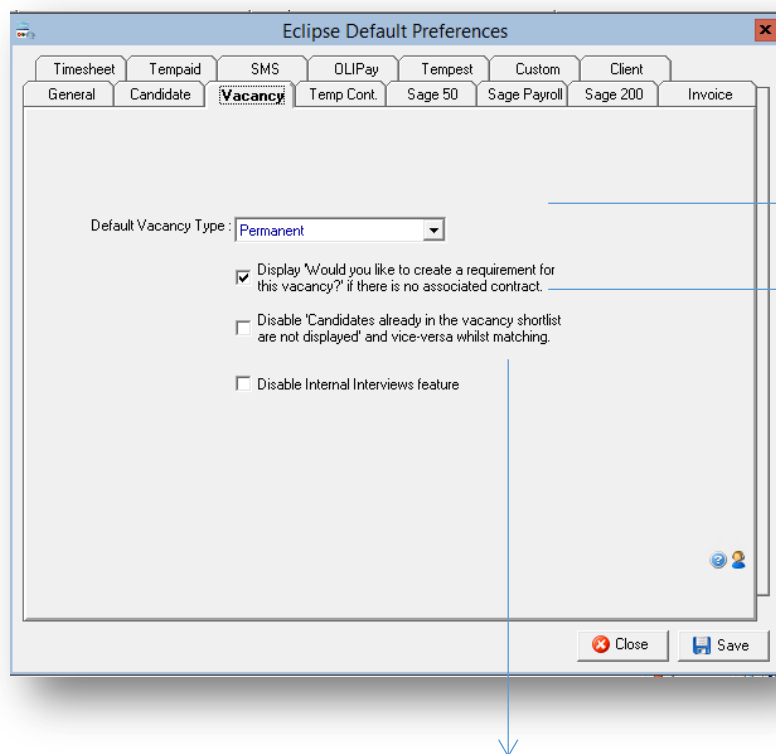 Eclipse Default Preferences
Timesheet Tempaid SMS OLIPay Tempest Custom Client
General Candidate Vacancy Temp Cont. Sage 50 Sage Payroll Sage 200 Invoice
Default Vacancy Type : Permanent
Display 'Would you like to create a requirement for
this vacancy?' if there is no associated contract.
Disable 'Candidates already in the vacancy shortlist
are not displayed' and vice-versa whilst matching.
Disable Internal Interviews feature
Close Save